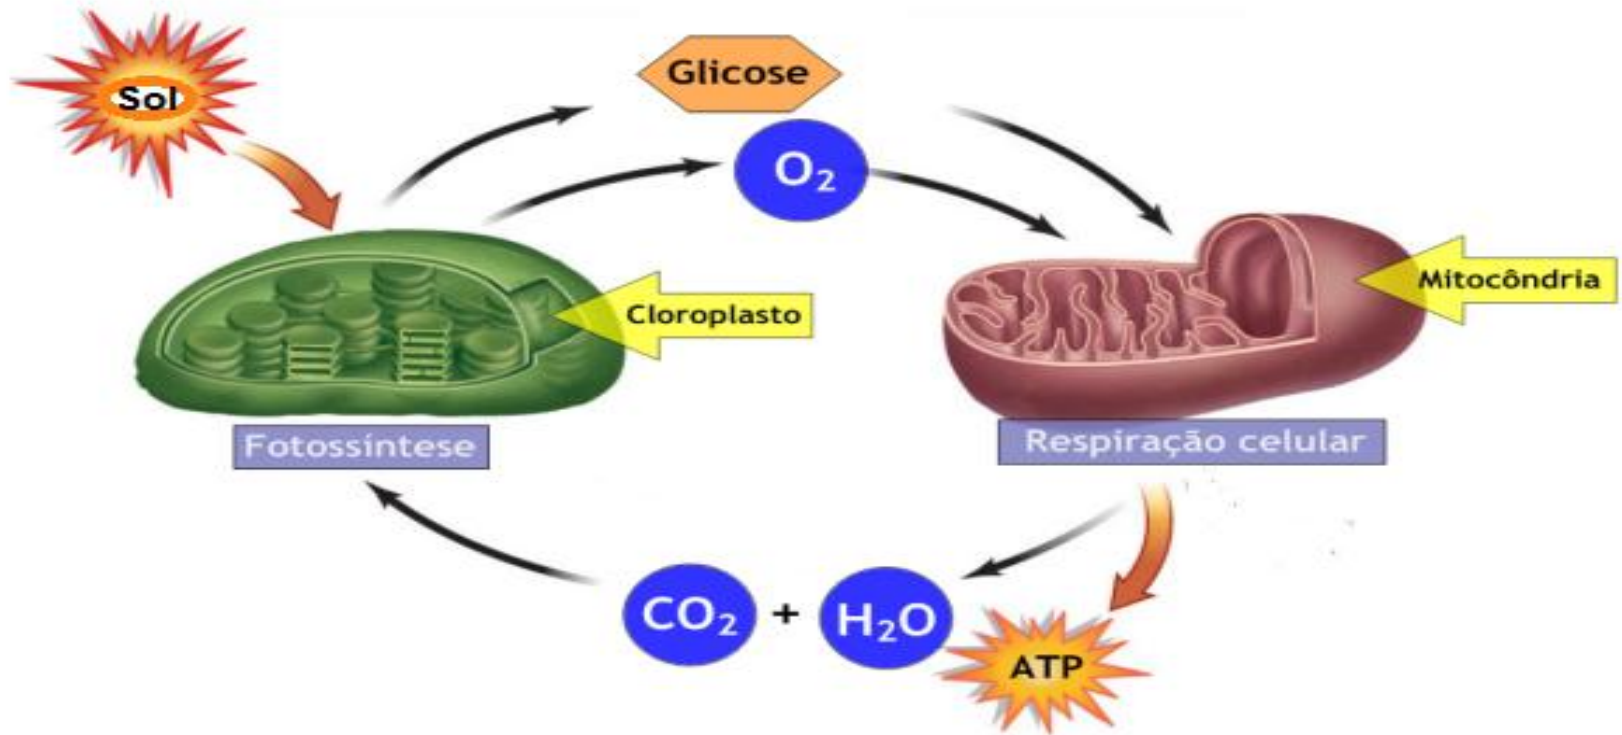 Sol
Glicose
O₂
Cloroplasto
Mitocôndria
Fotossíntese
Respiração celular
CO₂ + H₂O
ATP